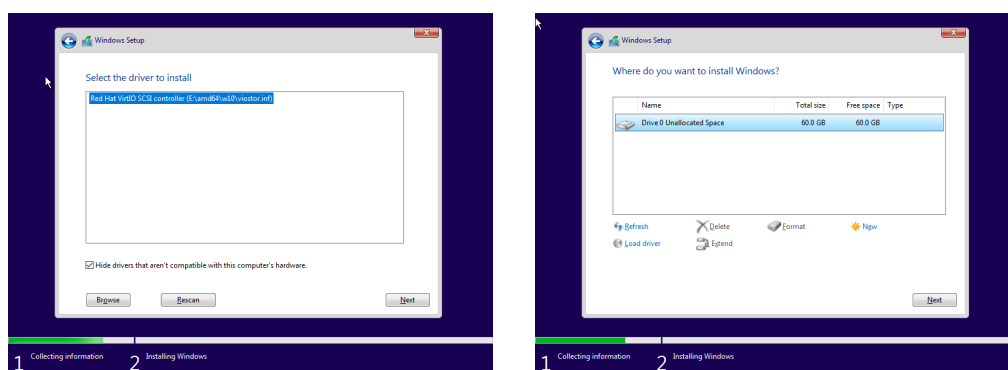 Windows Setup
Select the driver to install
Red Hat VirtIO SCSI controller (E:\amd64\w10\viostor.inf)
Hide drivers that aren't compatible with this computer's hardware.
Browse Rescan Next
1 Collecting information 2 Installing Windows
Windows Setup
Where do you want to install Windows?
Name Total size Free space Type
Drive 0 Unallocated Space 60.0 GB 60.0 GB
Refresh Delete Format New
Load driver Extend
Next
1 Collecting information 2 Installing Windows